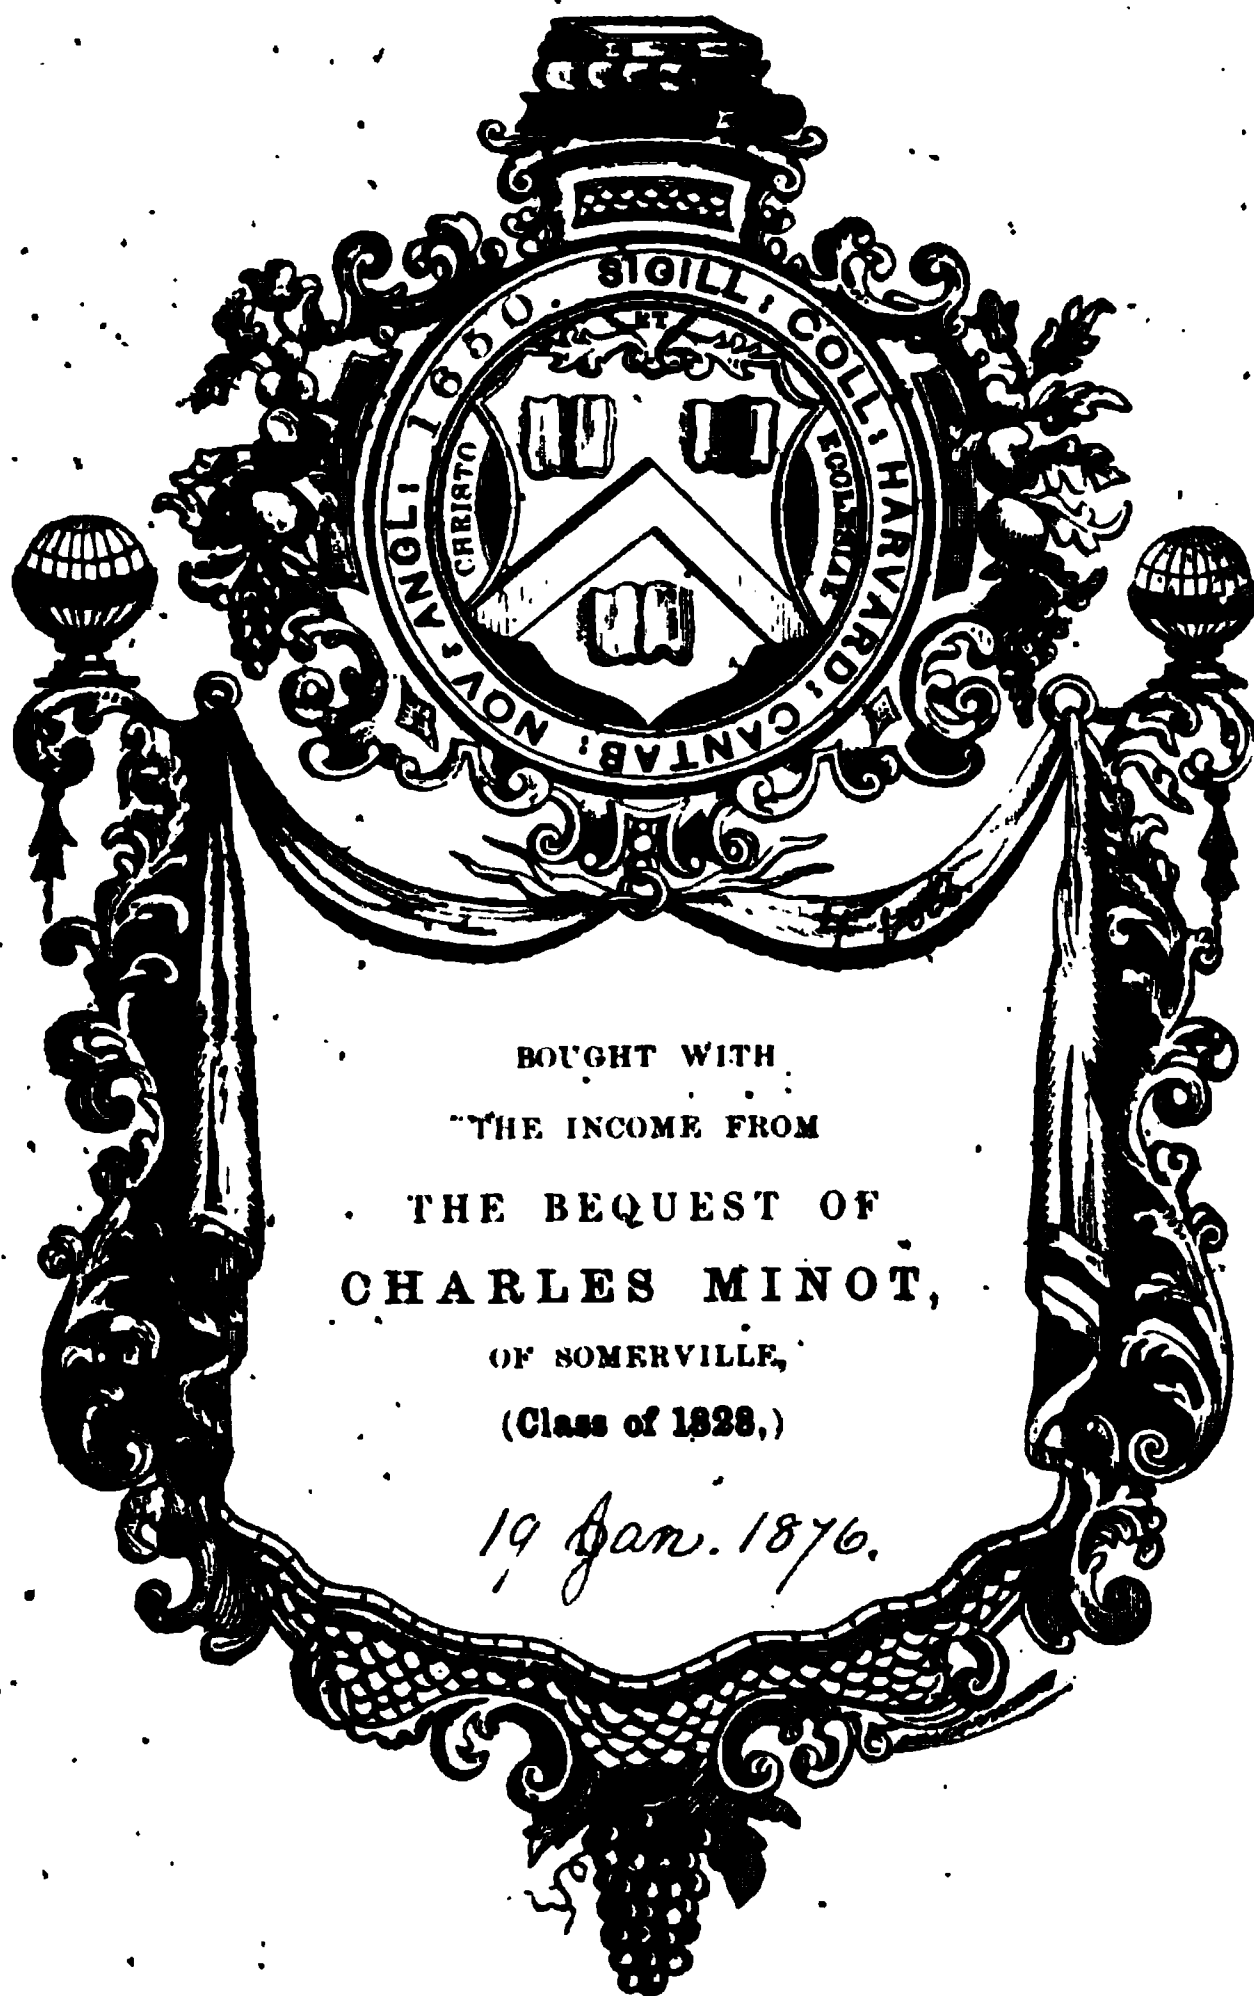 SIGILL: COLL: HARVARD: CANTAB: NOV: ANGL: 1650.
CHRISTO
ET
ECCLESIAE
BOUGHT WITH
THE INCOME FROM
THE BEQUEST OF
CHARLES MINOT,
OF SOMERVILLE,
(Class of 1828,)
19 Jan. 1876.